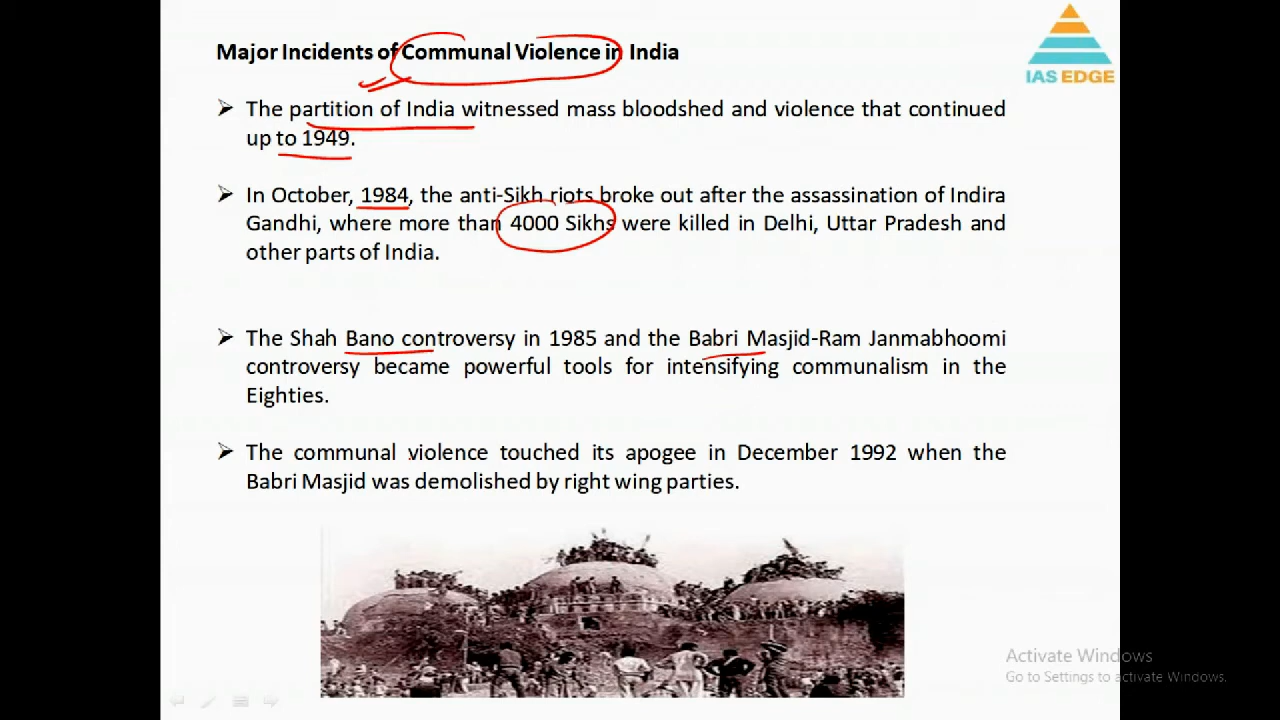 Major Incidents of Communal Violence in India
IAS EDGE
➢ The partition of India witnessed mass bloodshed and violence that continued
up to 1949.
➢ In October, 1984, the anti-Sikh riots broke out after the assassination of Indira
Gandhi, where more than 4000 Sikhs were killed in Delhi, Uttar Pradesh and
other parts of India.
➢ The Shah Bano controversy in 1985 and the Babri Masjid-Ram Janmabhoomi
controversy became powerful tools for intensifying communalism in the
Eighties.
➢ The communal violence touched its apogee in December 1992 when the
Babri Masjid was demolished by right wing parties.
Activate Windows
Go to Settings to activate Windows.